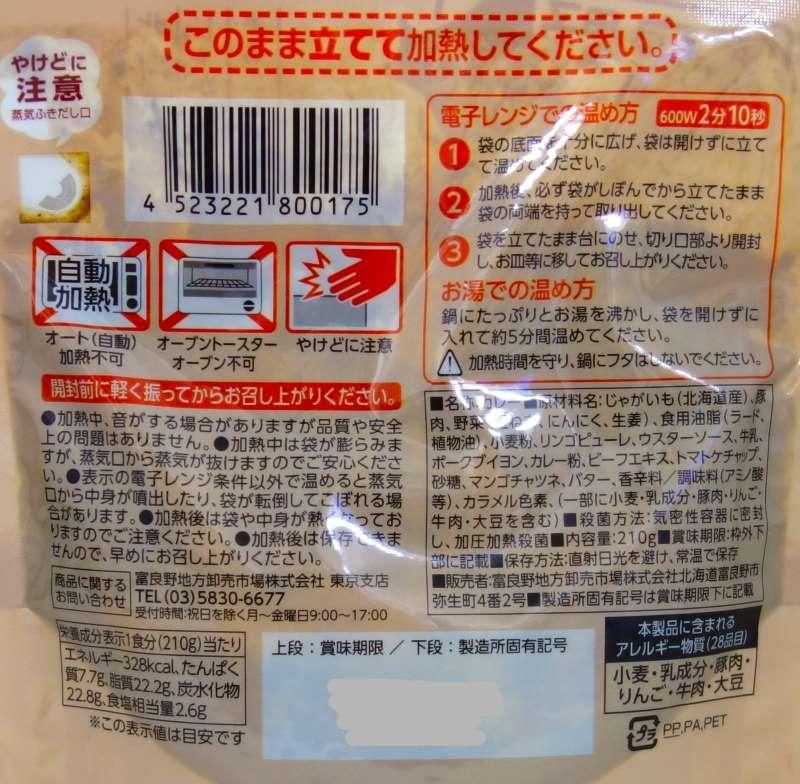 このまま立てて加熱してください。
やけどに
注意
蒸気ふきだし口
4 523221 800175
自動
加熱
オート(自動)
加熱不可
オーブントースター
オーブン不可
やけどに注意
開封前に軽く振ってからお召し上がりください。
●加熱中、音がする場合がありますが品質や安全
上の問題はありません。●加熱中は袋が膨らみま
すが、蒸気口から蒸気が抜けますのでご安心くださ
い。●表示の電子レンジ条件以外で温めると蒸気
口から中身が噴出したり、袋が転倒してこぼれる場
合があります。●加熱後は袋や中身が熱くなってお
りますのでご注意ください。●加熱後は保存できま
せんので、早めにお召し上がりください。
商品に関する
お問い合わせ
富良野地方卸売市場株式会社 東京支店
TEL(03)5830-6677
受付時間:祝日を除く月〜金曜日9:00〜17:00
栄養成分表示1食分(210g)当たり
エネルギー328kcal、たんぱく
質7.7g、脂質22.2g、炭水化物
22.8g、食塩相当量2.6g
※この表示値は目安です
電子レンジでの温め方 600W2分10秒
1 袋の底面を十分に広げ、袋は開けずに立て
て温めてください。
2 加熱後、必ず袋がしぼんでから立てたまま
袋の両端を持って取り出してください。
3 袋を立てたまま台にのせ、切り口部より開封
し、お皿等に移してお召し上がりください。
お湯での温め方
鍋にたっぷりとお湯を沸かし、袋を開けずに
入れて約5分間温めてください。
加熱時間を守り、鍋にフタはしないでください。
■名称:カレー■原材料名:じゃがいも(北海道産)、豚
肉、野菜(玉ねぎ、にんにく、生姜)、食用油脂(ラード、
植物油)、小麦粉、リンゴピューレ、ウスターソース、牛乳、
ポークブイヨン、カレー粉、ビーフエキス、トマトケチャップ、
砂糖、マンゴチャツネ、バター、香辛料/調味料(アミノ酸
等)、カラメル色素、(一部に小麦・乳成分・豚肉・りんご・
牛肉・大豆を含む)■殺菌方法:気密性容器に密封
し、加圧加熱殺菌■内容量:210g■賞味期限:枠外下
部に記載■保存方法:直射日光を避け、常温で保存
■販売者:富良野地方卸売市場株式会社北海道富良野市
弥生町4番2号■製造所固有記号は賞味期限下に記載
上段:賞味期限/下段:製造所固有記号
本製品に含まれる
アレルギー物質(28品目)
小麦・乳成分・豚肉・
りんご・牛肉・大豆
プラ PP,PA,PET